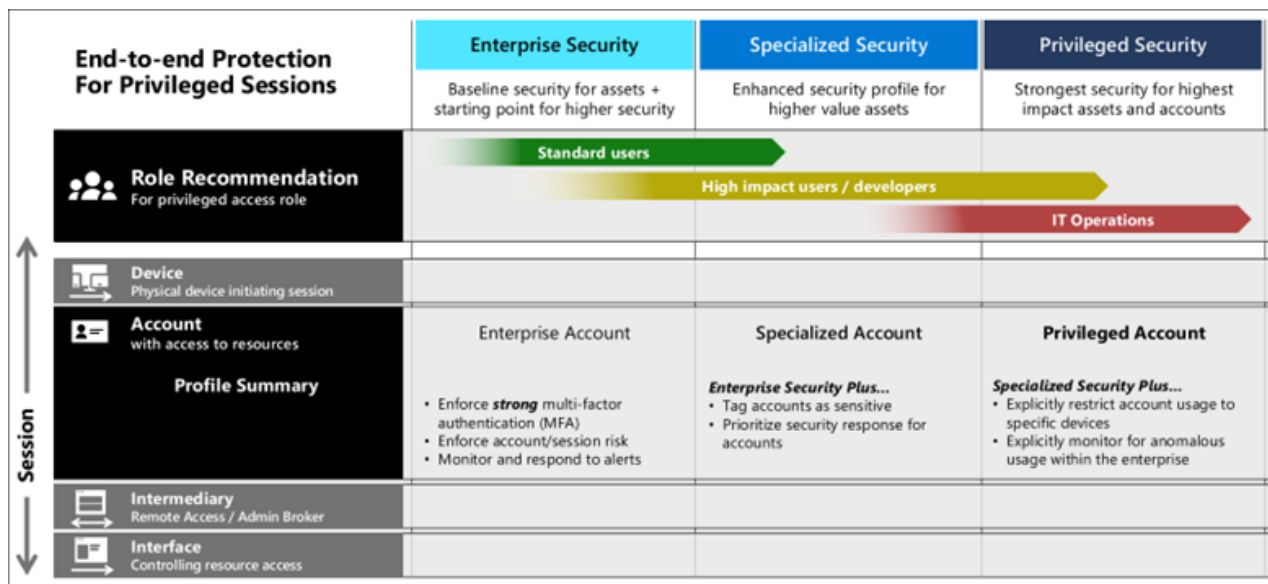 End-to-end Protection
For Privileged Sessions
Enterprise Security
Specialized Security
Privileged Security
Baseline security for assets +
starting point for higher security
Enhanced security profile for
higher value assets
Strongest security for highest
impact assets and accounts
Role Recommendation
For privileged access role
Standard users
High impact users / developers
IT Operations
Session
Device
Physical device initiating session
Account
with access to resources
Profile Summary
Enterprise Account
• Enforce strong multi-factor
authentication (MFA)
• Enforce account/session risk
• Monitor and respond to alerts
Specialized Account
Enterprise Security Plus...
• Tag accounts as sensitive
• Prioritize security response for
accounts
Privileged Account
Specialized Security Plus...
• Explicitly restrict account usage to
specific devices
• Explicitly monitor for anomalous
usage within the enterprise
Intermediary
Remote Access / Admin Broker
Interface
Controlling resource access